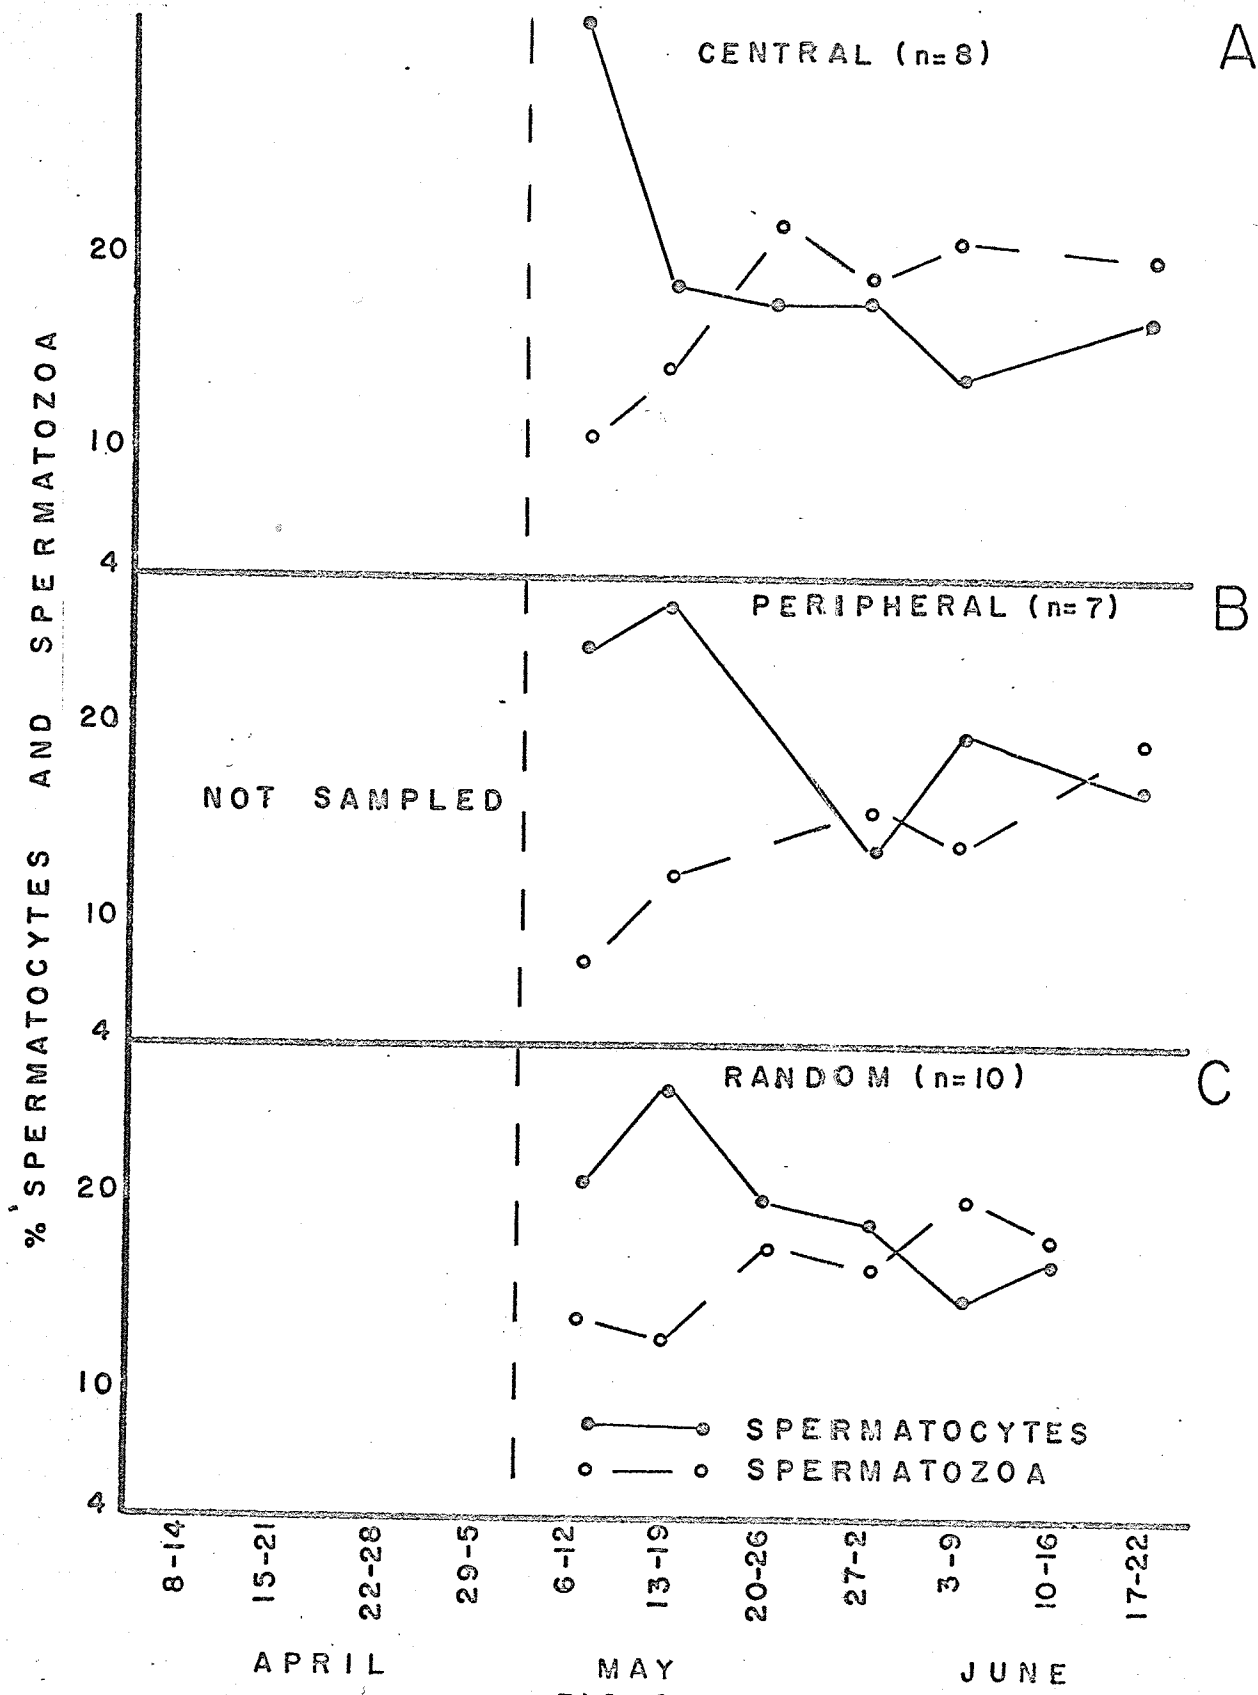 CENTRAL (n=8)
A
20
10
4
PERIPHERAL (n=7)
B
20
NOT SAMPLED
10
4
RANDOM (n=10)
C
20
10
SPERMATOCYTES
SPERMATOZOA
4
% SPERMATOCYTES AND SPERMATOZOA
8-14
15-21
22-28
29-5
6-12
13-19
20-26
27-2
3-9
10-16
17-22
APRIL
MAY
JUNE